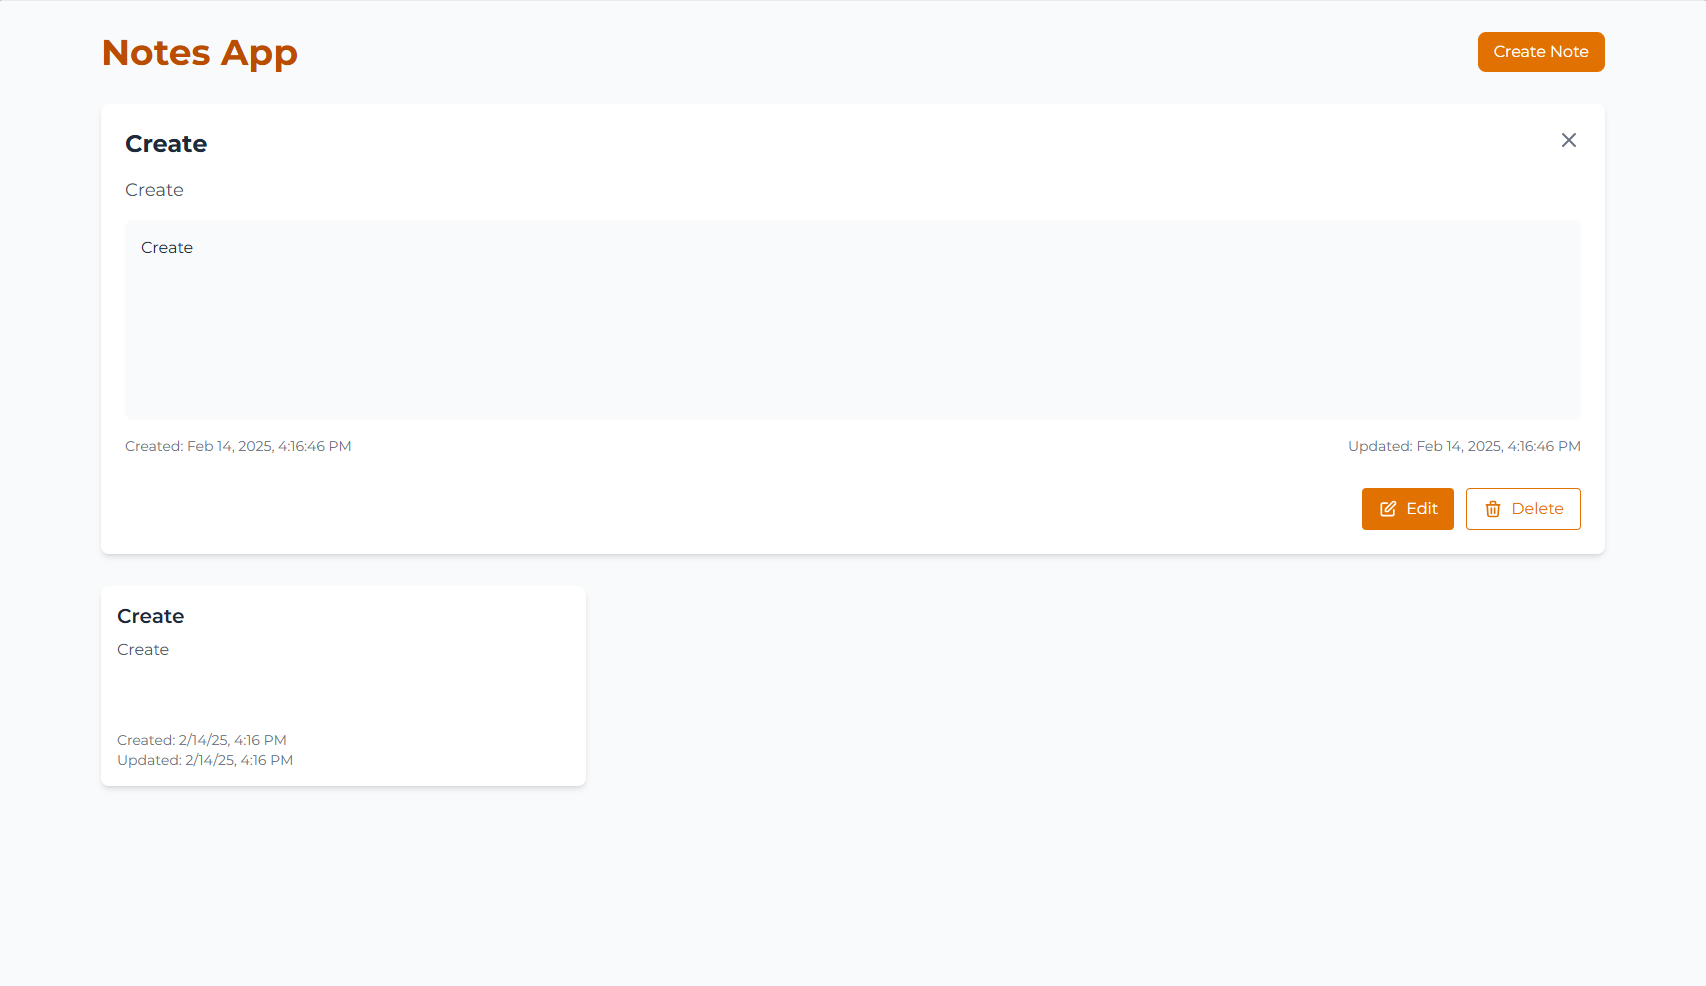 Notes App
Create Note
Create
Create
Create
Created: Feb 14, 2025, 4:16:46 PM
Updated: Feb 14, 2025, 4:16:46 PM
Edit
Delete
Create
Create
Created: 2/14/25, 4:16 PM
Updated: 2/14/25, 4:16 PM